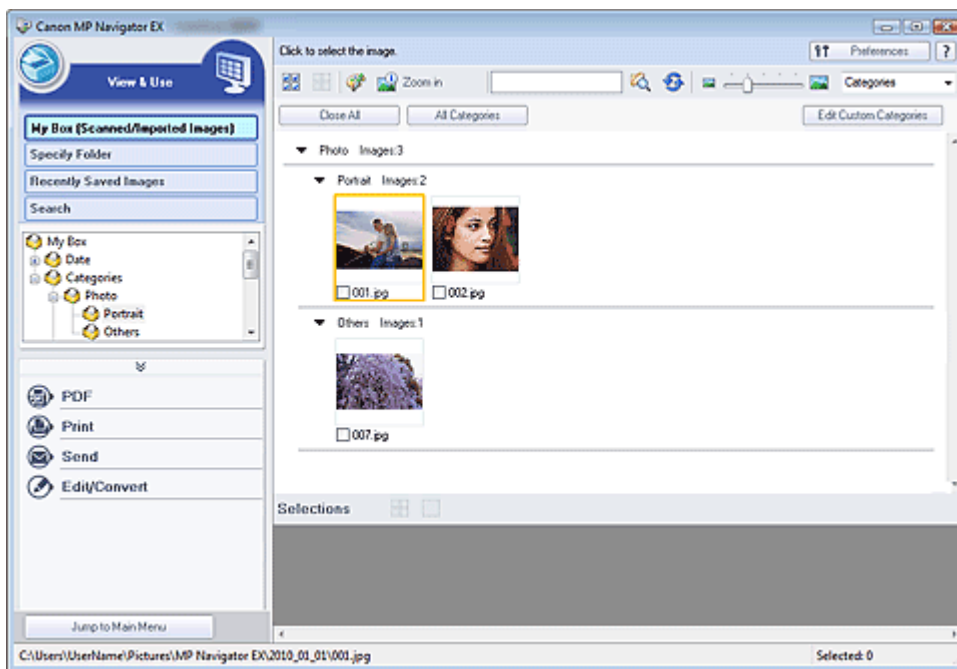 Canon MP Navigator EX
View & Use
My Box (Scanned/Imported Images)
Specify Folder
Recently Saved Images
Search
My Box
Date
Categories
Photo
Portrait
Others
PDF
Print
Send
Edit/Convert
Jump to Main Menu
Click to select the image.
Preferences
?
Zoom in
Categories
Close All
All Categories
Edit Custom Categories
Photo Images:3
Portrait Images:2
001.jpg
002.jpg
Others Images:1
007.jpg
Selections
C:\Users\UserName\Pictures\MP Navigator EX\2010_01_01\001.jpg
Selected: 0